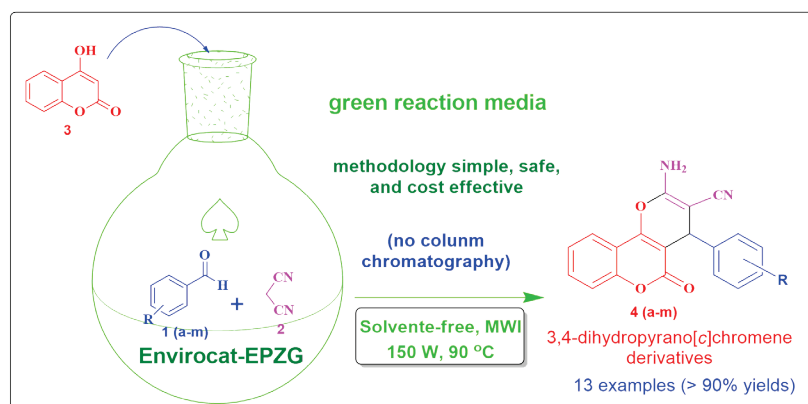 OH
O
O
3
green reaction media
methodology simple, safe,
and cost effective
(no colunm
chromatography)
O
H
R
1 (a-m)
+
CN
CN
2
Envirocat-EPZG
Solvente-free, MWI
150 W, 90 °C
NH₂
CN
O
O
O
R
4 (a-m)
3,4-dihydropyrano[c]chromene
derivatives
13 examples (> 90% yields)